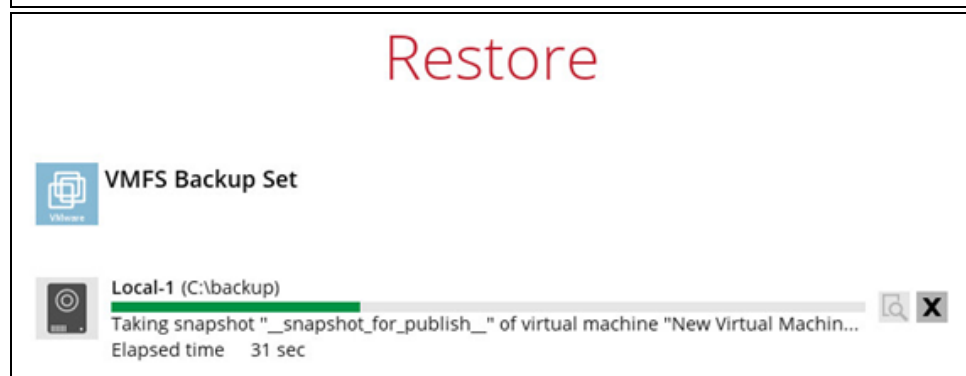 Restore
VMFS Backup Set
VMware
Local-1 (C:\backup)
Taking snapshot "__snapshot_for_publish__" of virtual machine "New Virtual Machin...
Elapsed time 31 sec
X